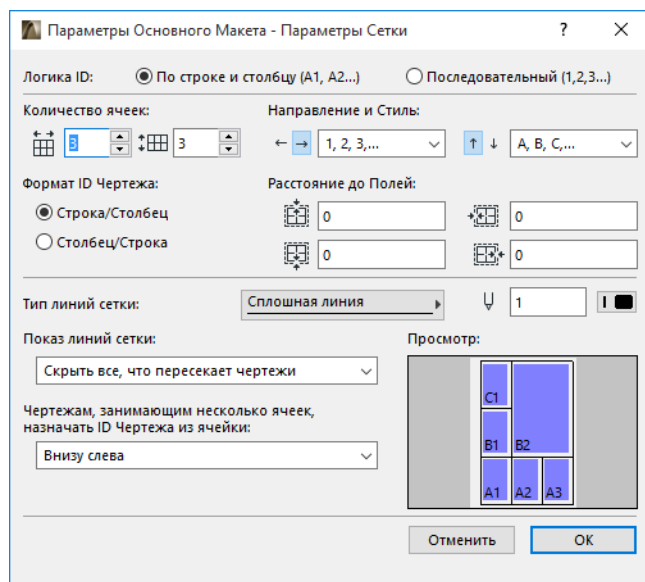 Параметры Основного Макета - Параметры Сетки
Логика ID: По строке и столбцу (A1, A2...) Последовательный (1,2,3...)
Количество ячеек: Направление и Стиль:
3 3 1, 2, 3,... A, B, C,...
Формат ID Чертежа: Расстояние до Полей:
Строка/Столбец 0 0
Столбец/Строка 0 0
Тип линий сетки: Сплошная линия 1
Показ линий сетки: Просмотр:
Скрыть все, что пересекает чертежи
Чертежам, занимающим несколько ячеек,
назначать ID Чертежа из ячейки:
Внизу слева
C1
B1 B2
A1 A2 A3
Отменить OK